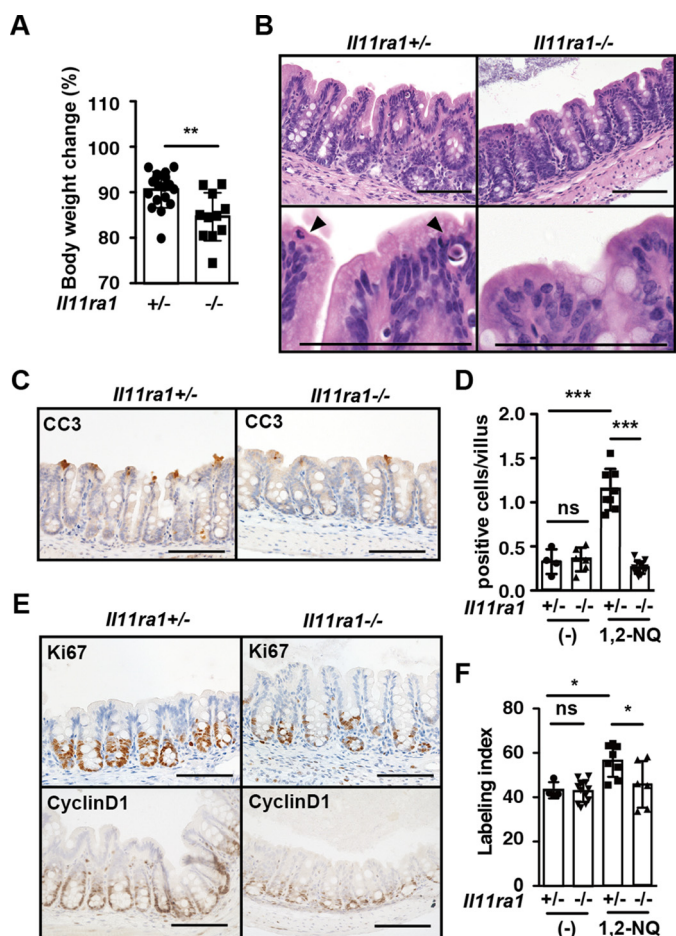 A
Body weight change (%)
110
100
90
80
70
**
Il11ra1 +/- -/-
B
Il11ra1+/- Il11ra1-/-
C
Il11ra1+/- Il11ra1-/-
CC3 CC3
D
positive cells/villus
2.0
1.5
1.0
0.5
0.0
***
***
ns
Il11ra1 +/- -/- +/- -/-
(-) 1,2-NQ
E
Il11ra1+/- Il11ra1-/-
Ki67 Ki67
CyclinD1 CyclinD1
F
Labeling index
80
60
40
20
0
*
ns *
Il11ra1 +/- -/- +/- -/-
(-) 1,2-NQ